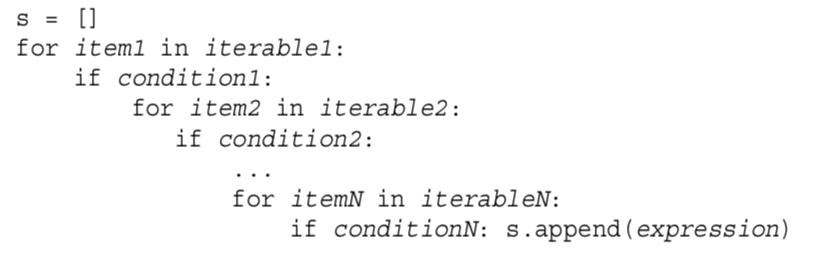 s = []
for item1 in iterable1:
if condition1:
for item2 in iterable2:
if condition2:
...
for itemN in iterableN:
if conditionN: s.append(expression)